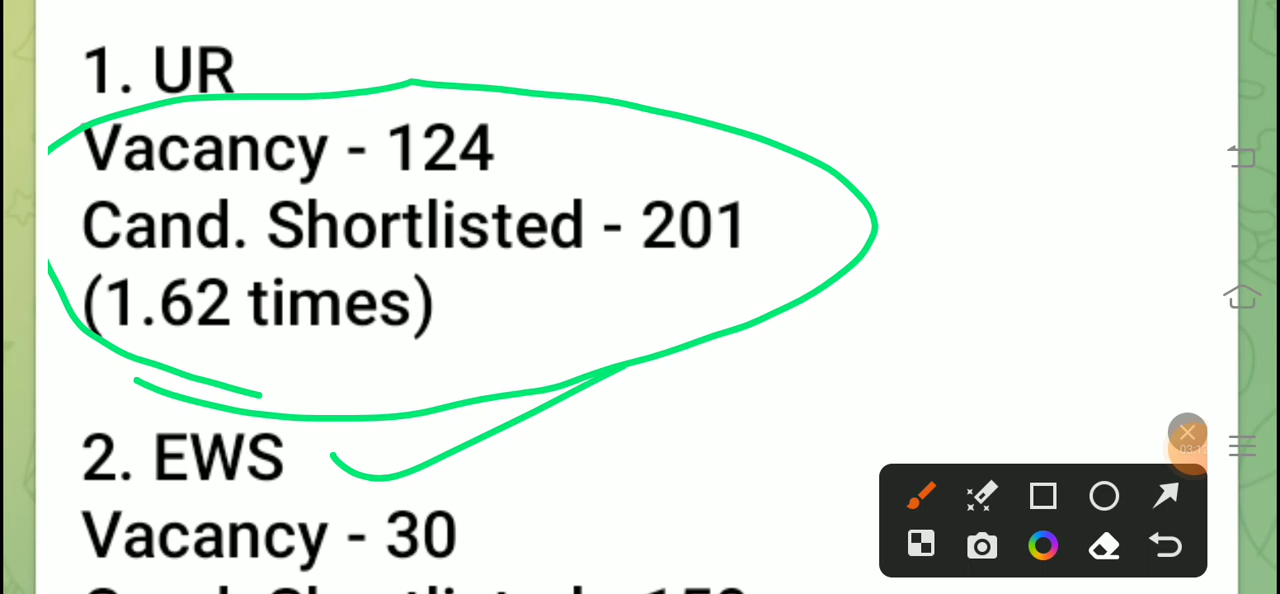 1. UR
Vacancy - 124
Cand. Shortlisted - 201
(1.62 times)
2. EWS
Vacancy - 30